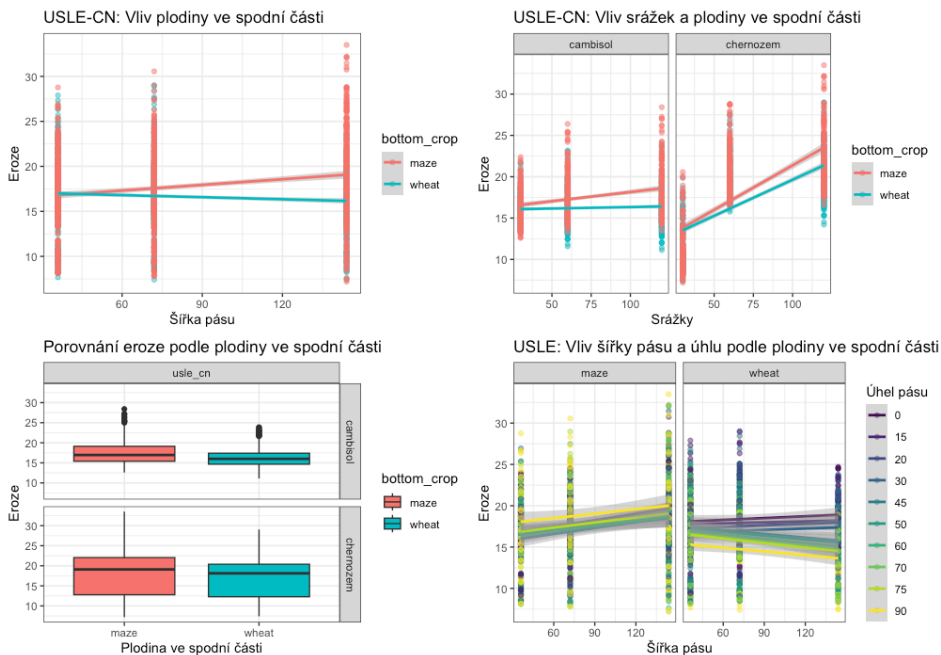 USLE-CN: Vliv plodiny ve spodní části
Eroze
30
25
20
15
10
60
90
120
Šířka pásu
bottom_crop
maze
wheat
USLE-CN: Vliv srážek a plodiny ve spodní části
cambisol
chernozem
Eroze
30
25
20
15
10
50
75
100
50
75
100
Srážky
bottom_crop
maze
wheat
Porovnání eroze podle plodiny ve spodní části
usle_cn
Eroze
30
25
20
15
10
cambisol
30
25
20
15
10
chernozem
maze
wheat
Plodina ve spodní části
bottom_crop
maze
wheat
USLE: Vliv šířky pásu a úhlu podle plodiny ve spodní části
maze
wheat
Eroze
30
25
20
15
10
60
90
120
60
90
120
Šířka pásu
Úhel pásu
0
15
20
30
45
50
60
70
75
90